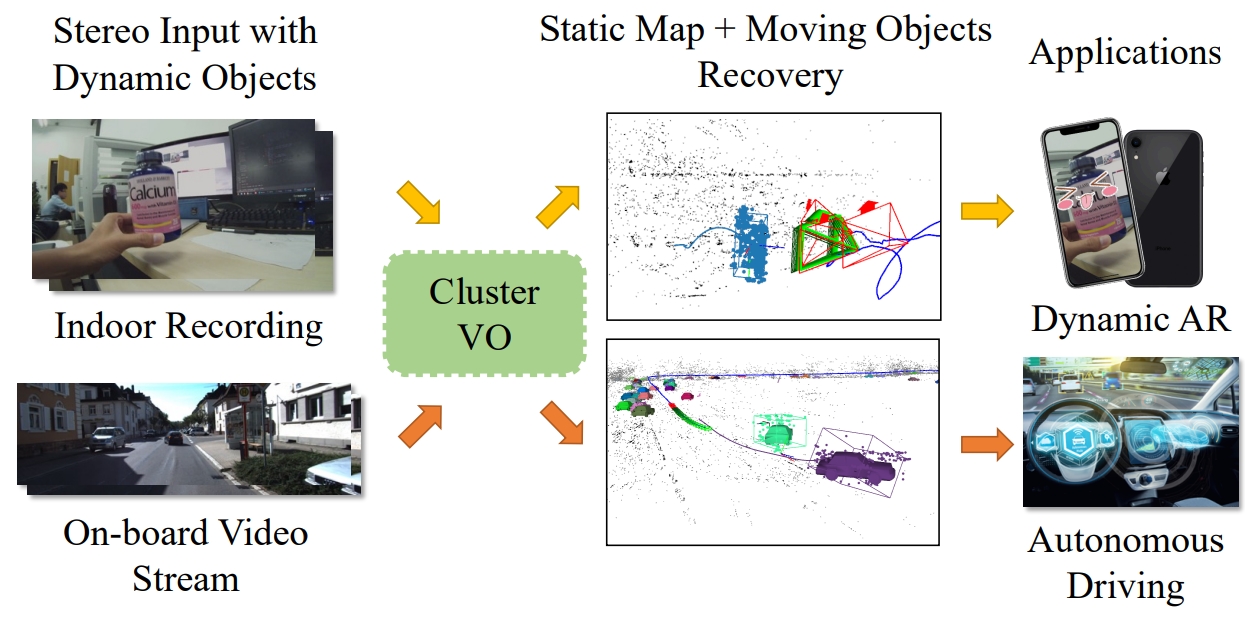 Stereo Input with
Dynamic Objects
Static Map + Moving Objects
Recovery
Applications
Calcium
Cluster
VO
Indoor Recording
Dynamic AR
On-board Video
Stream
Autonomous
Driving